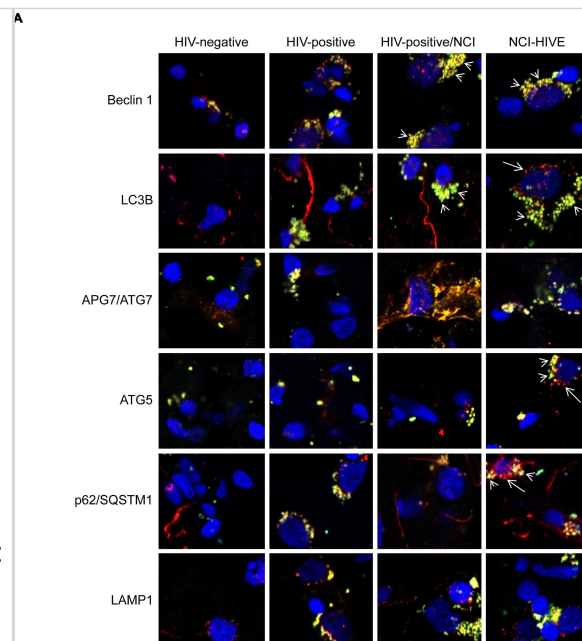 A
HIV-negative HIV-positive HIV-positive/NCI NCI-HIVE
Beclin 1
LC3B
APG7/ATG7
ATG5
p62/SQSTM1
LAMP1